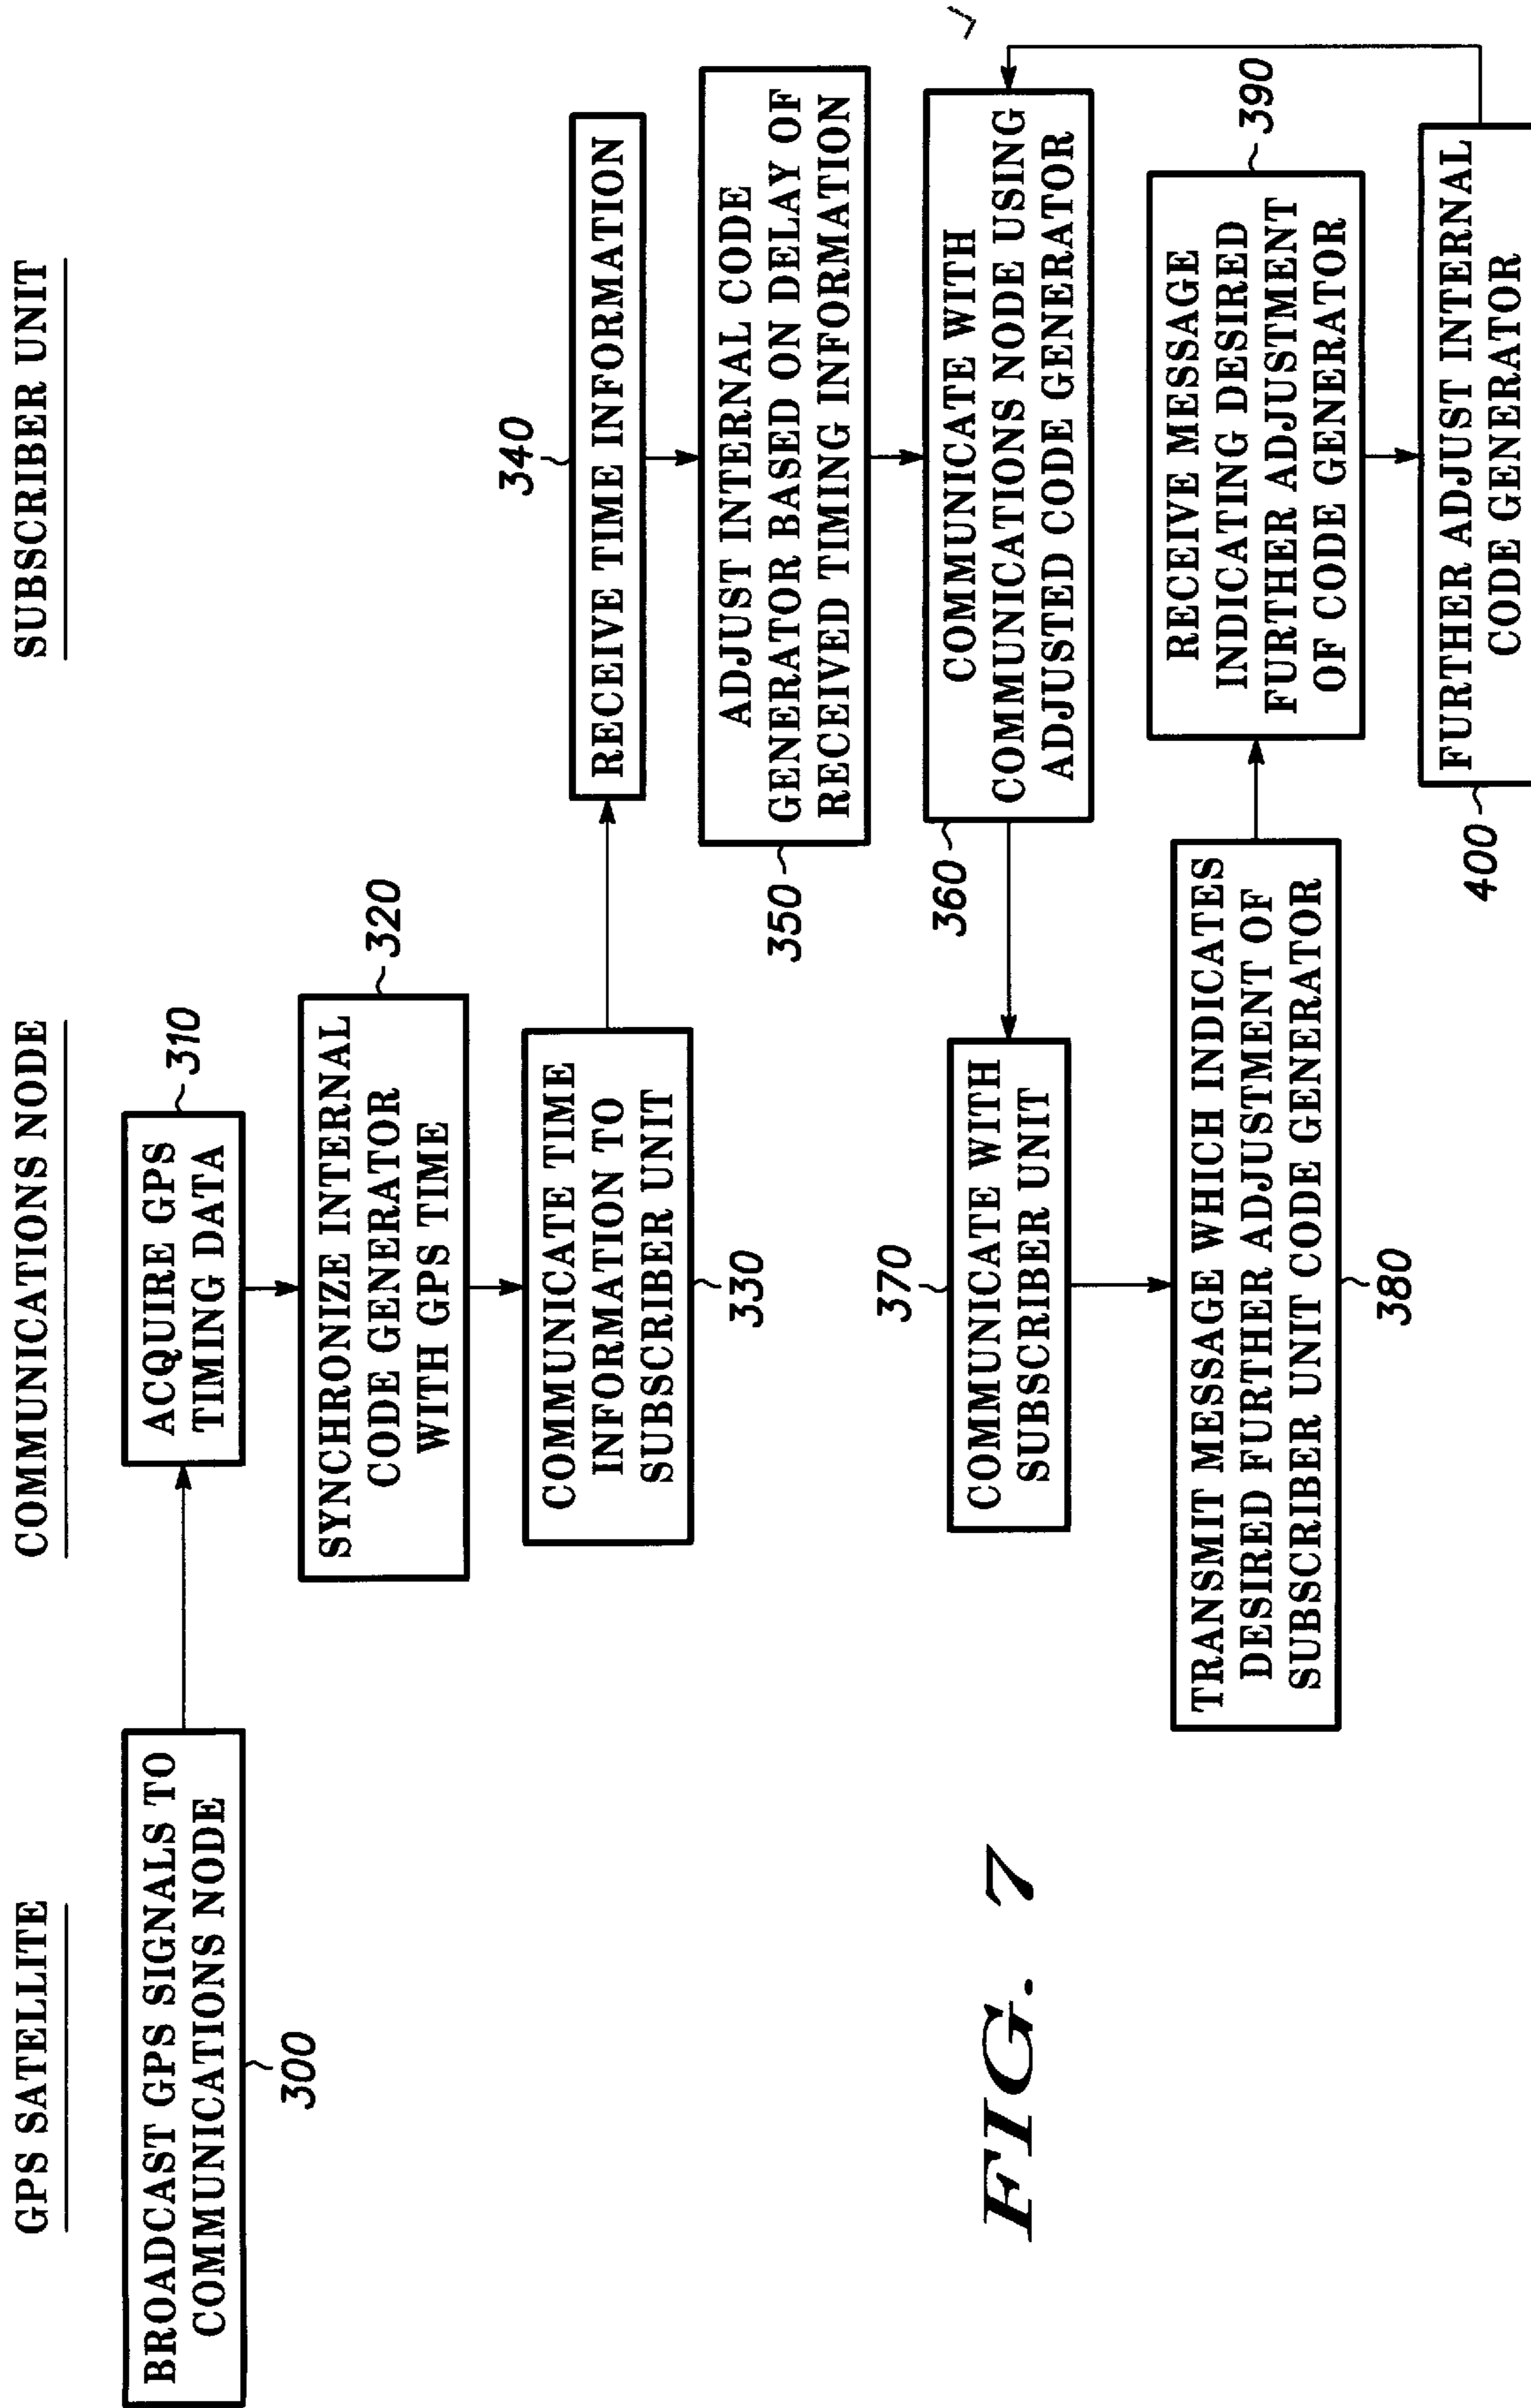 GPS SATELLITE
COMMUNICATIONS NODE
SUBSCRIBER UNIT
BROADCAST GPS SIGNALS TO
COMMUNICATIONS NODE
300
ACQUIRE GPS
TIMING DATA
310
SYNCHRONIZE INTERNAL
CODE GENERATOR
WITH GPS TIME
320
COMMUNICATE TIME
INFORMATION TO
SUBSCRIBER UNIT
330
340
RECEIVE TIME INFORMATION
ADJUST INTERNAL CODE
GENERATOR BASED ON DELAY OF
RECEIVED TIMING INFORMATION
350
COMMUNICATE WITH
COMMUNICATIONS NODE USING
ADJUSTED CODE GENERATOR
360
370
COMMUNICATE WITH
SUBSCRIBER UNIT
TRANSMIT MESSAGE WHICH INDICATES
DESIRED FURTHER ADJUSTMENT OF
SUBSCRIBER UNIT CODE GENERATOR
380
RECEIVE MESSAGE
INDICATING DESIRED
FURTHER ADJUSTMENT
OF CODE GENERATOR
390
FURTHER ADJUST INTERNAL
CODE GENERATOR
400
FIG. 7